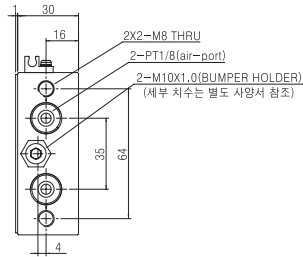 1
30
16
2X2-M8 THRU
2-PT1/8(air-port)
2-M10X1.0(BUMPER HOLDER)
(세부 치수는 별도 사양서 참조)
35
64
4